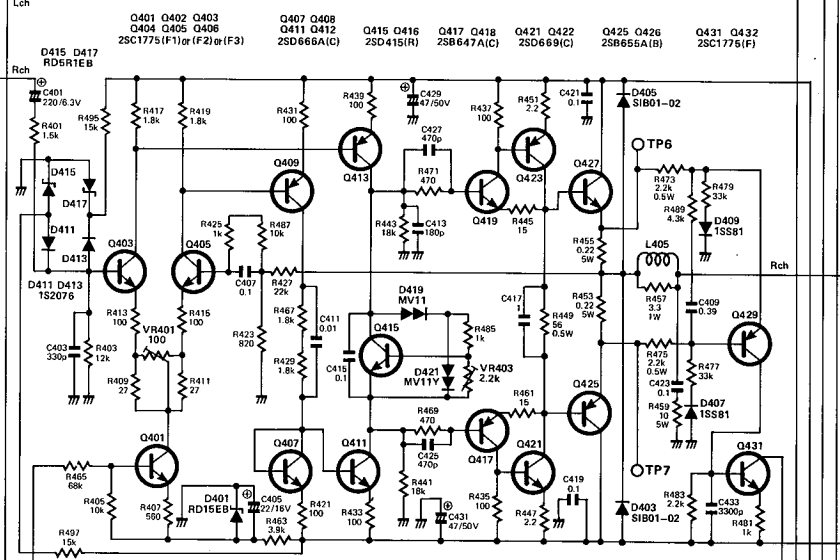 Lch
Q401 Q402 Q403
Q404 Q405 Q406
2SC1775(F1)or(F2)or(F3)
Q407 Q408
Q411 Q412
2SD666A(C)
Q415 Q416
2SD415(R)
Q417 Q418
2SB647A(C)
Q421 Q422
2SD669(C)
Q425 Q426
2SB655A(B)
Q431 Q432
2SC1775(F)
D415 D417
RD5R1EB
Rch
C401
220/6.3V
R401
1.5k
R495
15k
R417
1.8k
R419
1.8k
R431
100
R439
100
C429
47/50V
R437
100
R451
2.2
C421
0.1
D405
SIB01-02
Q413
C427
470p
R471
470
Q423
TP6
D415
D417
Q409
Q419
Q427
R473
2.2k
0.5W
R479
33k
D411
D413
R425
1k
R487
10k
R443
18k
C413
180p
R445
15
R489
4.3k
D409
1SS81
Q403
Q405
R455
0.22
5W
L405
D411 D413
1S2076
C407
0.1
R427
22k
Rch
R413
100
R415
100
VR401
100
R467
1.8k
C411
0.01
D419
MV11
C417
1
R453
0.22
5W
R457
3.3
1W
C409
0.39
C403
330p
R403
12k
R423
820
Q415
R485
1k
R449
56
0.5W
Q429
R409
27
R411
27
R429
1.8k
C415
0.1
D421
MV11Y
VR403
2.2k
R475
2.2k
0.5W
C423
0.1
R477
33k
Q401
Q407
Q411
R469
470
C425
470p
R461
15
Q425
R459
10
5W
D407
1SS81
Q417
Q421
TP7
Q431
R465
68k
R405
10k
R407
560
D401
RD15EB
C405
22/16V
R463
3.9k
R421
100
R433
100
R441
18k
C431
47/50V
R435
100
R447
2.2
C419
0.1
D403
SIB01-02
R483
2.2k
C433
3300p
R481
1k
R497
15k